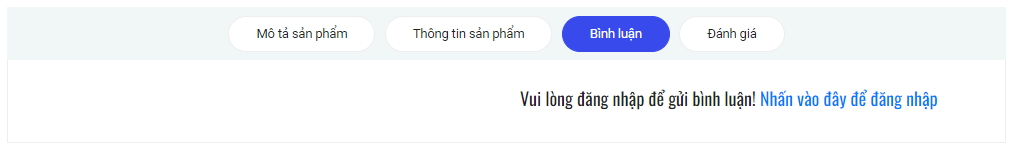 Mô tả sản phẩm Thông tin sản phẩm Bình luận Đánh giá
Vui lòng đăng nhập để gửi bình luận! Nhấn vào đây để đăng nhập